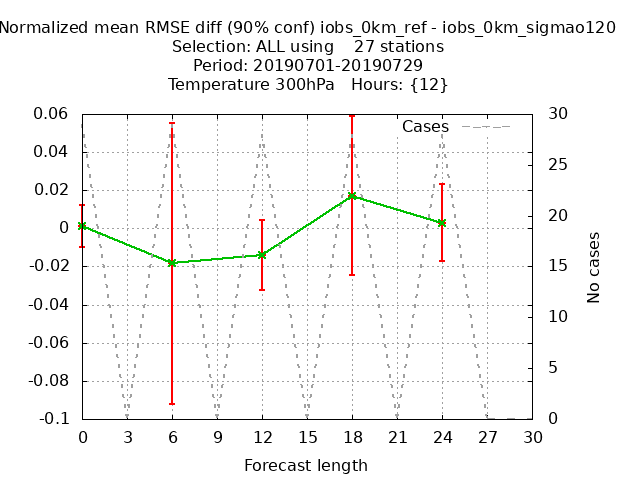 Normalized mean RMSE diff (90% conf) iobs_0km_ref - iobs_0km_sigmao120
Selection: ALL using    27 stations
Period: 20190701-20190729
Temperature 300hPa   Hours: {12}
Cases
0.06
0.04
0.02
0
-0.02
-0.04
-0.06
-0.08
-0.1
30
25
20
15
10
5
0
No cases
0 3 6 9 12 15 18 21 24 27 30
Forecast length